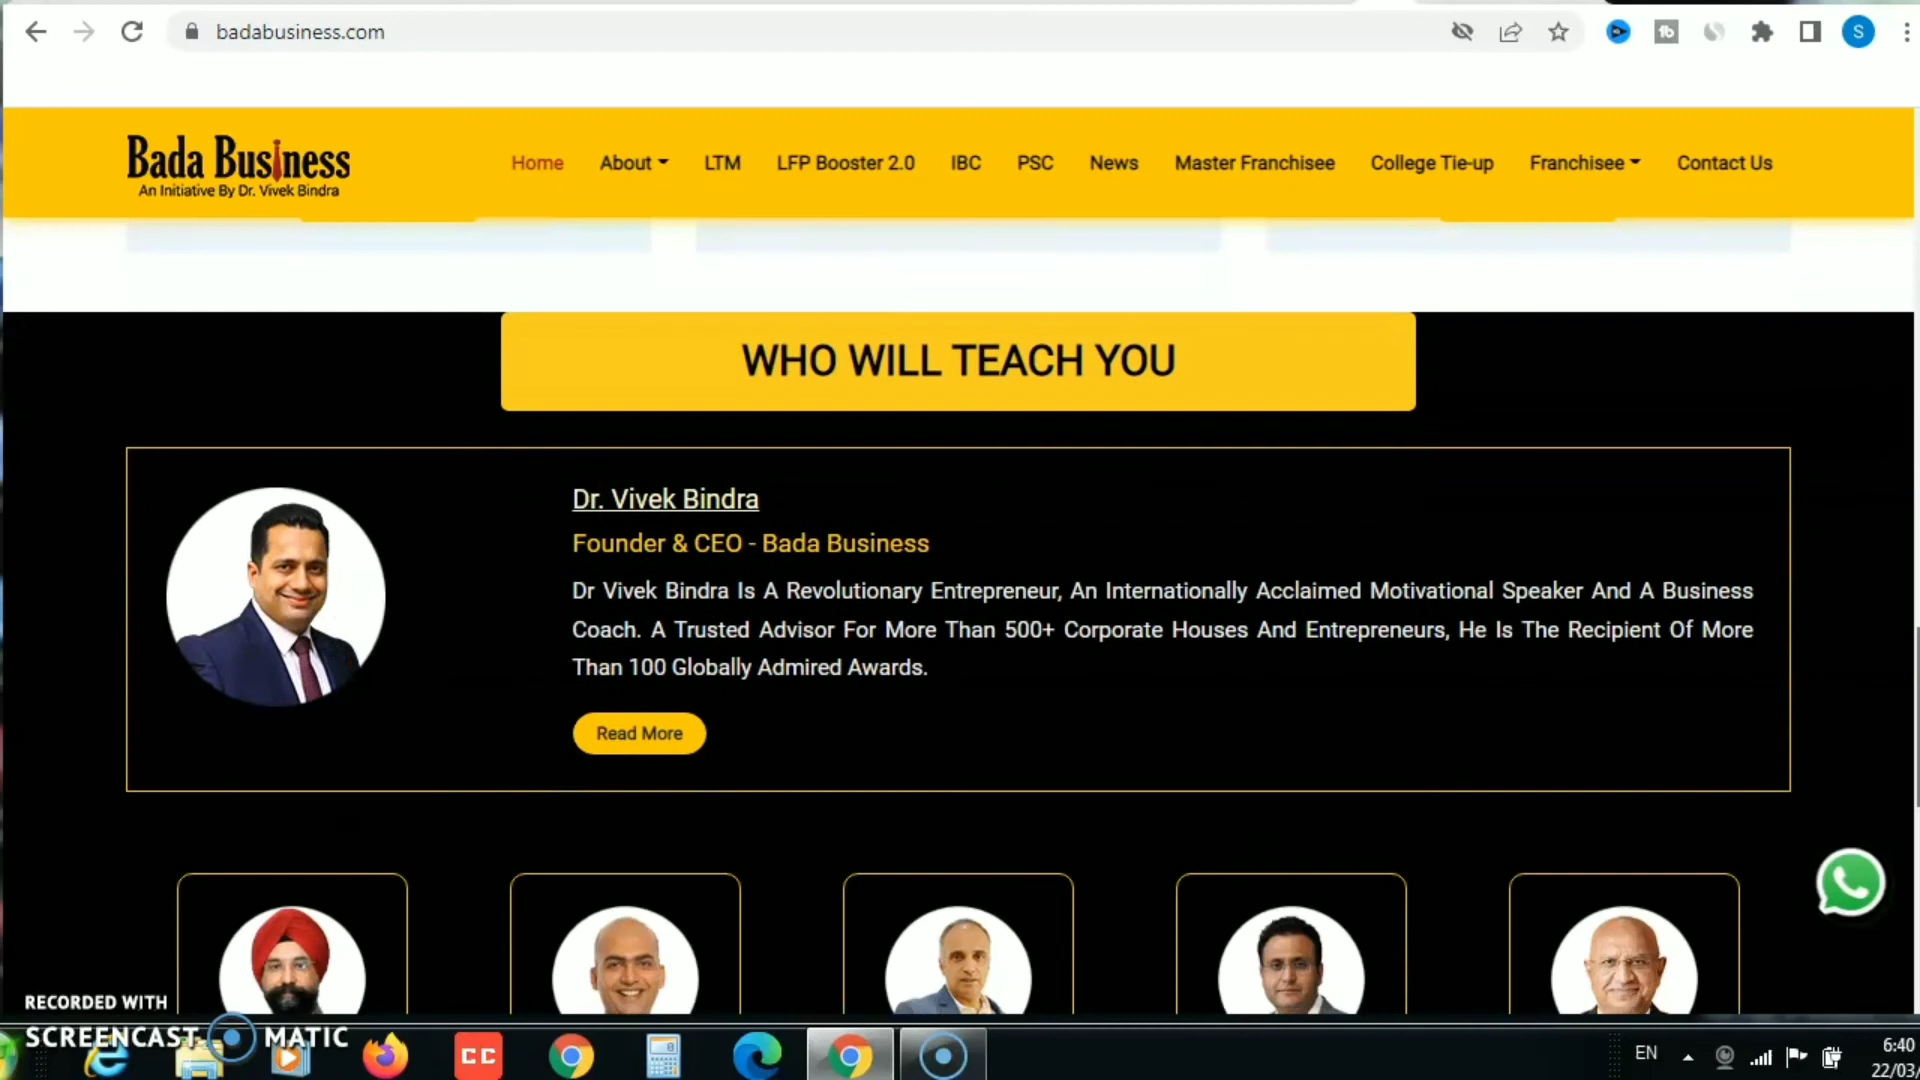 badabusiness.com
S
Bada Business
An Initiative By Dr. Vivek Bindra
Home About LTM LFP Booster 2.0 IBC PSC News Master Franchisee College Tie-up Franchisee Contact Us
WHO WILL TEACH YOU
Dr. Vivek Bindra
Founder & CEO - Bada Business
Dr Vivek Bindra Is A Revolutionary Entrepreneur, An Internationally Acclaimed Motivational Speaker And A Business
Coach. A Trusted Advisor For More Than 500+ Corporate Houses And Entrepreneurs, He Is The Recipient Of More
Than 100 Globally Admired Awards.
Read More
RECORDED WITH
SCREENCAST MATIC
CC
EN
6:40
22/03/